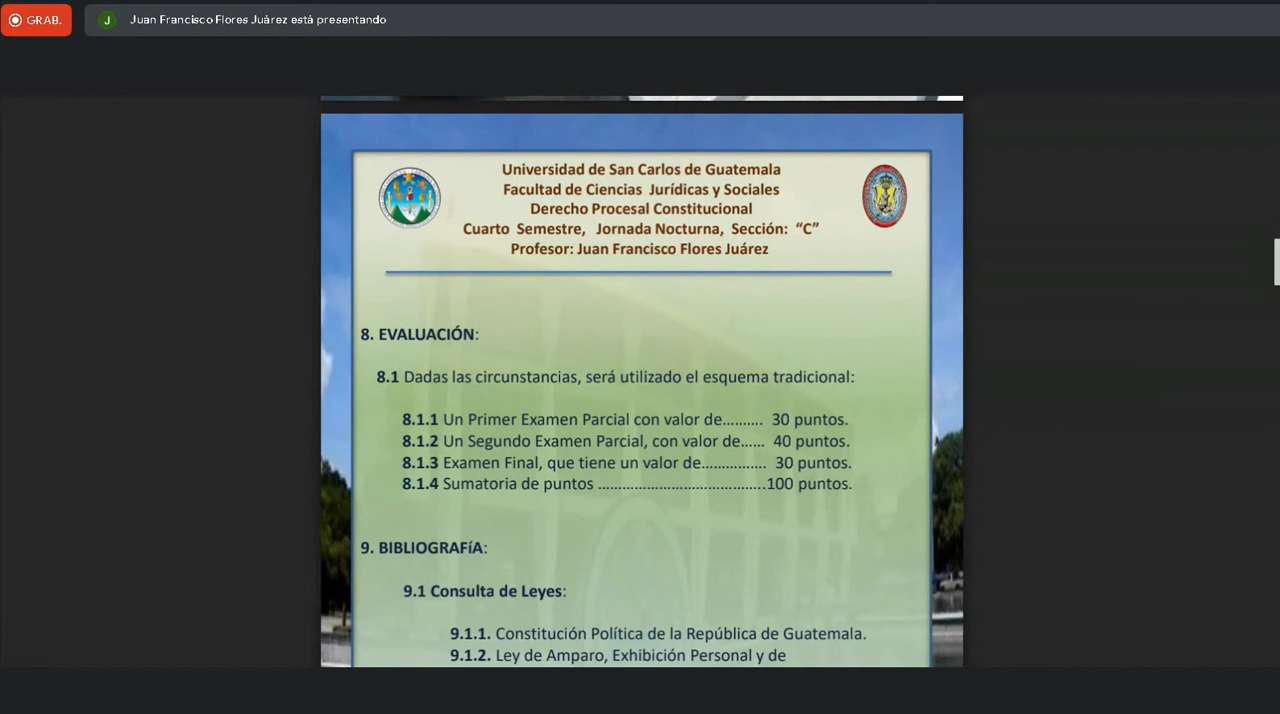 GRAB.
J
Juan Francisco Flores Juárez está presentando
Universidad de San Carlos de Guatemala
Facultad de Ciencias Jurídicas y Sociales
Derecho Procesal Constitucional
Cuarto Semestre, Jornada Nocturna, Sección: “C”
Profesor: Juan Francisco Flores Juárez
8. EVALUACIÓN:
8.1 Dadas las circunstancias, será utilizado el esquema tradicional:
8.1.1 Un Primer Examen Parcial con valor de.......... 30 puntos.
8.1.2 Un Segundo Examen Parcial, con valor de...... 40 puntos.
8.1.3 Examen Final, que tiene un valor de................ 30 puntos.
8.1.4 Sumatoria de puntos ..........................................100 puntos.
9. BIBLIOGRAFíA:
9.1 Consulta de Leyes:
9.1.1. Constitución Política de la República de Guatemala.
9.1.2. Ley de Amparo, Exhibición Personal y de